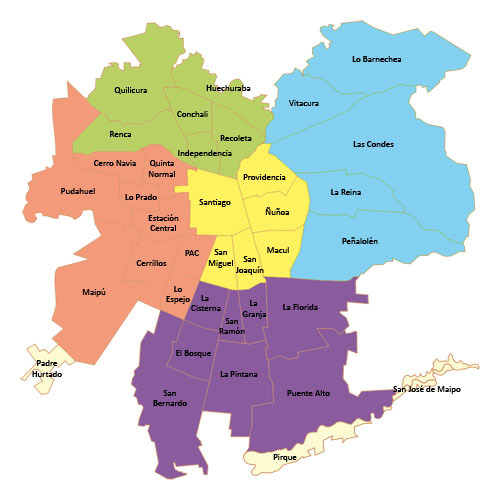 Lo Barnechea
Quilicura
Huechuraba
Vitacura
Conchalí
Renca
Recoleta
Las Condes
Independencia
Cerro Navia
Quinta
Normal
Providencia
Pudahuel
Lo Prado
La Reina
Santiago
Ñuñoa
Estación
Central
Peñalolén
PAC
San
Miguel
Macul
San
Joaquín
Cerrillos
Maipú
Lo
Espejo
La
Cisterna
La
Granja
La Florida
San
Ramón
El Bosque
Padre
Hurtado
La Pintana
San José de Maipo
Puente Alto
San
Bernardo
Pirque